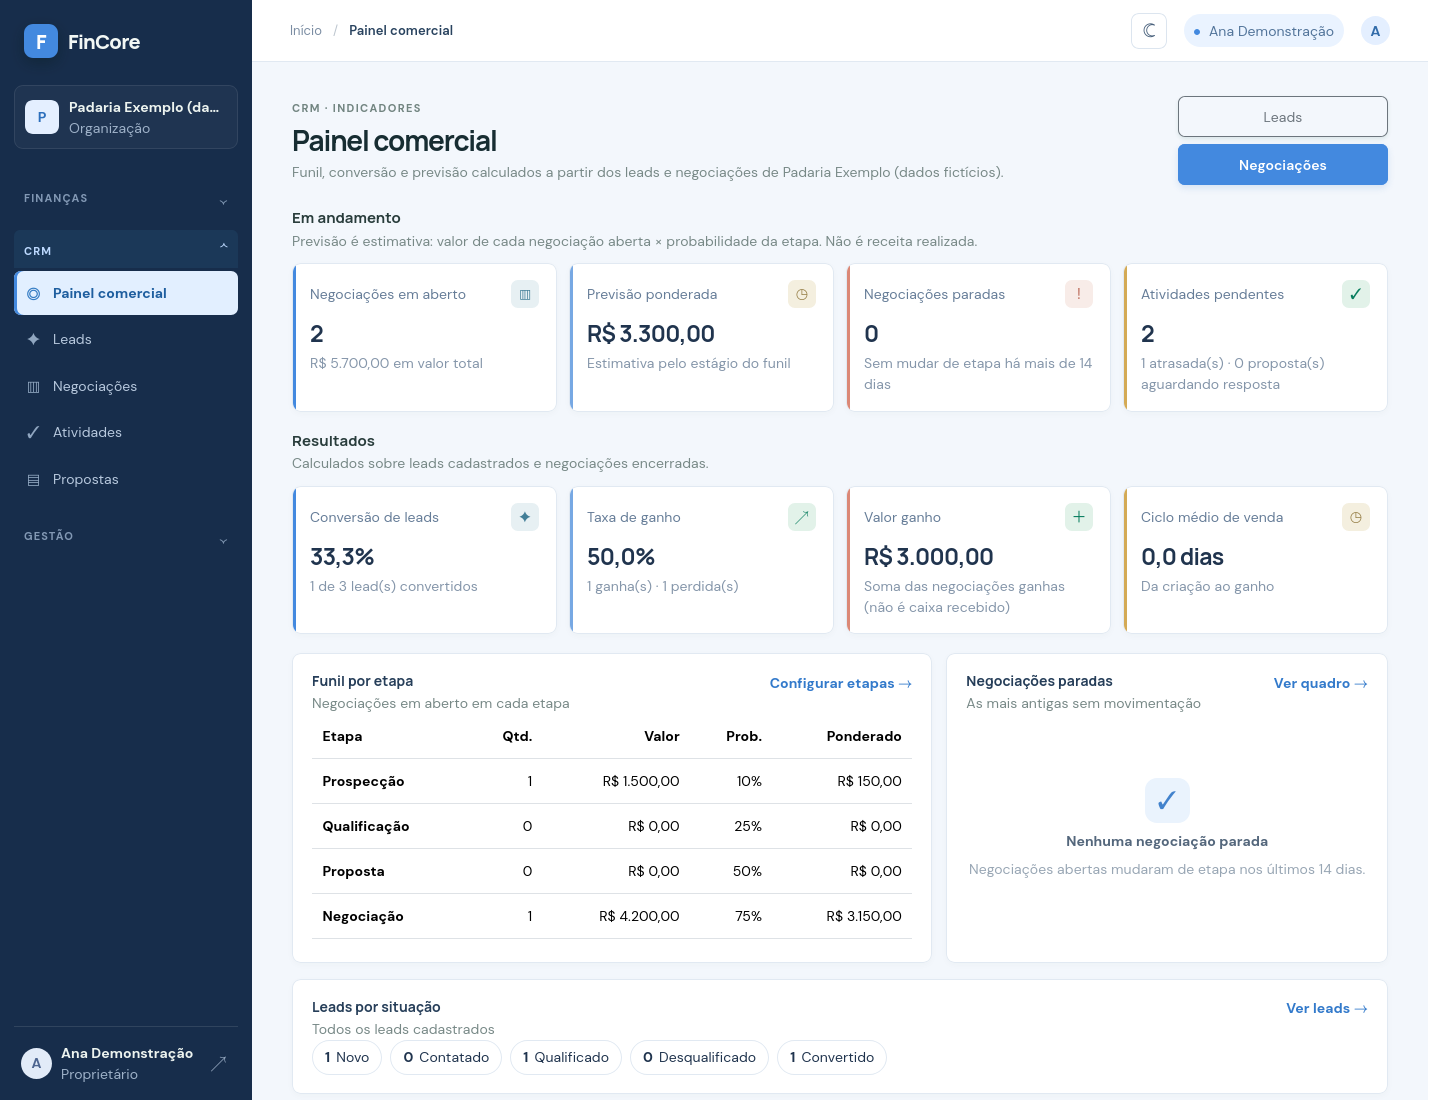 F FinCore
P Padaria Exemplo (da...
Organização
FINANÇAS
CRM
Painel comercial
Leads
Negociações
Atividades
Propostas
GESTÃO
A Ana Demonstração
Proprietário
Início / Painel comercial
Ana Demonstração A
CRM · INDICADORES
Painel comercial
Funil, conversão e previsão calculados a partir dos leads e negociações de Padaria Exemplo (dados fictícios).
Leads
Negociações
Em andamento
Previsão é estimativa: valor de cada negociação aberta × probabilidade da etapa. Não é receita realizada.
Negociações em aberto
2
R$ 5.700,00 em valor total
Previsão ponderada
R$ 3.300,00
Estimativa pelo estágio do funil
Negociações paradas !
0
Sem mudar de etapa há mais de 14
dias
Atividades pendentes ✓
2
1 atrasada(s) · 0 proposta(s)
aguardando resposta
Resultados
Calculados sobre leads cadastrados e negociações encerradas.
Conversão de leads
33,3%
1 de 3 lead(s) convertidos
Taxa de ganho
50,0%
1 ganha(s) · 1 perdida(s)
Valor ganho +
R$ 3.000,00
Soma das negociações ganhas
(não é caixa recebido)
Ciclo médio de venda
0,0 dias
Da criação ao ganho
Funil por etapa Configurar etapas →
Negociações em aberto em cada etapa
Etapa Qtd. Valor Prob. Ponderado
Prospecção 1 R$ 1.500,00 10% R$ 150,00
Qualificação 0 R$ 0,00 25% R$ 0,00
Proposta 0 R$ 0,00 50% R$ 0,00
Negociação 1 R$ 4.200,00 75% R$ 3.150,00
Negociações paradas Ver quadro →
As mais antigas sem movimentação
✓
Nenhuma negociação parada
Negociações abertas mudaram de etapa nos últimos 14 dias.
Leads por situação Ver leads →
Todos os leads cadastrados
1 Novo 0 Contatado 1 Qualificado 0 Desqualificado 1 Convertido